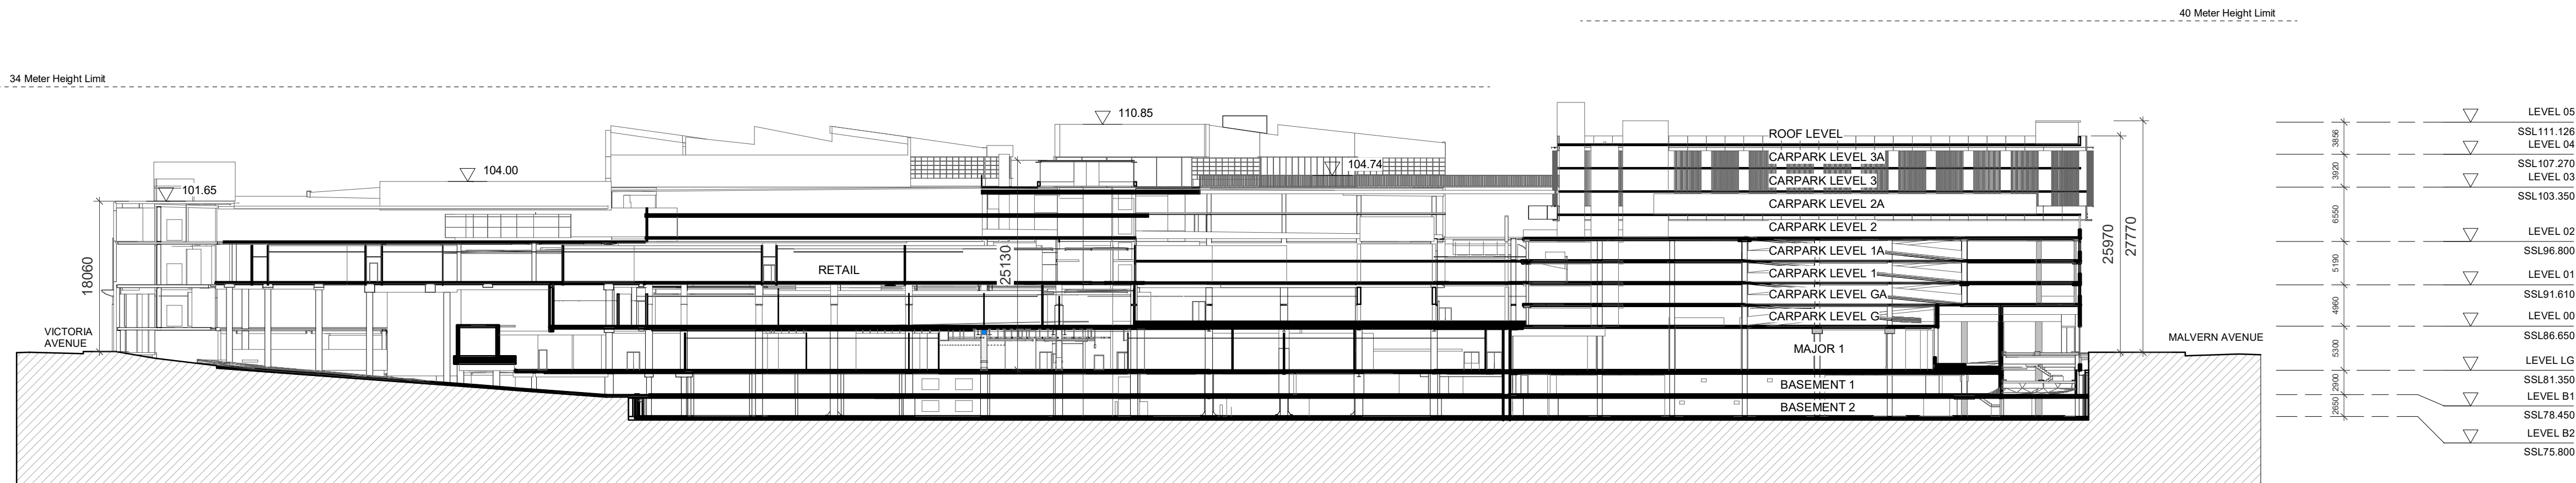 40 Meter Height Limit
34 Meter Height Limit
110.85
104.00
104.74
101.65
18060
25130
25970
27770
ROOF LEVEL
CARPARK LEVEL 3A
CARPARK LEVEL 3
CARPARK LEVEL 2A
CARPARK LEVEL 2
CARPARK LEVEL 1A
CARPARK LEVEL 1
CARPARK LEVEL GA
CARPARK LEVEL G
RETAIL
MAJOR 1
BASEMENT 1
BASEMENT 2
VICTORIA
AVENUE
MALVERN AVENUE
3856
3920
6550
5190
4960
5300
2900
2650
LEVEL 05
SSL111.126
LEVEL 04
SSL107.270
LEVEL 03
SSL103.350
LEVEL 02
SSL96.800
LEVEL 01
SSL91.610
LEVEL 00
SSL86.650
LEVEL LG
SSL81.350
LEVEL B1
SSL78.450
LEVEL B2
SSL75.800